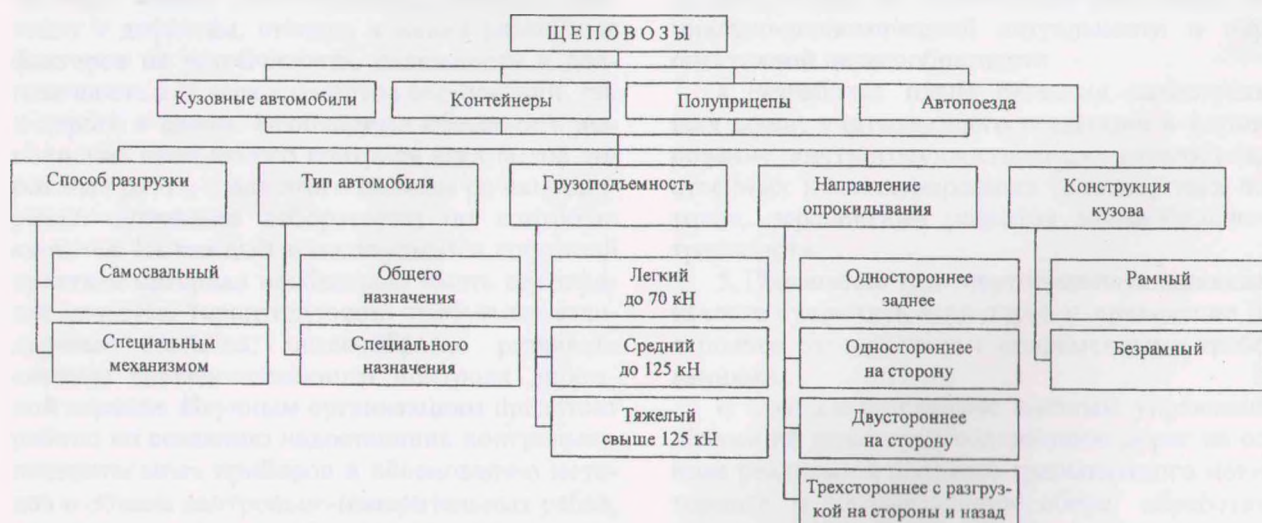 ЩЕПОВОЗЫ
Кузовные автомобили
Контейнеры
Полуприцепы
Автопоезда
Способ разгрузки
Тип автомобиля
Грузоподъемность
Направление
опрокидывания
Конструкция
кузова
Самосвальный
Специальным
механизмом
Общего
назначения
Специального
назначения
Легкий
до 70 кН
Средний
до 125 кН
Тяжелый
свыше 125 кН
Одностороннее
заднее
Одностороннее
на сторону
Двустороннее
на сторону
Трехстороннее с разгруз-
кой на стороны и назад
Рамный
Безрамный